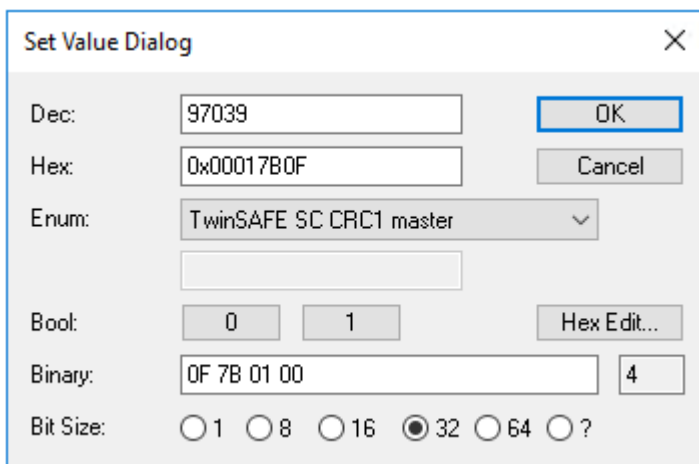 Set Value Dialog
Dec: 97039 OK
Hex: 0x00017B0F Cancel
Enum: TwinSAFE SC CRC1 master
Bool: 0 1 Hex Edit...
Binary: 0F 7B 01 00 4
Bit Size: 1 8 16 32 64 ?